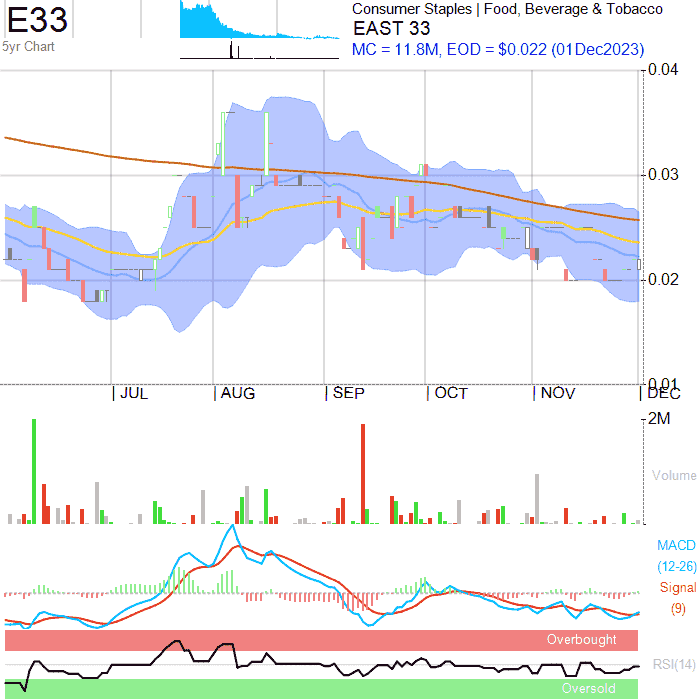 E33
5yr Chart
Consumer Staples | Food, Beverage & Tobacco
EAST 33
MC = 11.8M, EOD = $0.022 (01Dec2023)
0.04
0.03
0.02
0.01
JUL AUG SEP OCT NOV DEC
2M
Volume
MACD
(12-26)
Signal
(9)
Overbought
RSI(14)
Oversold